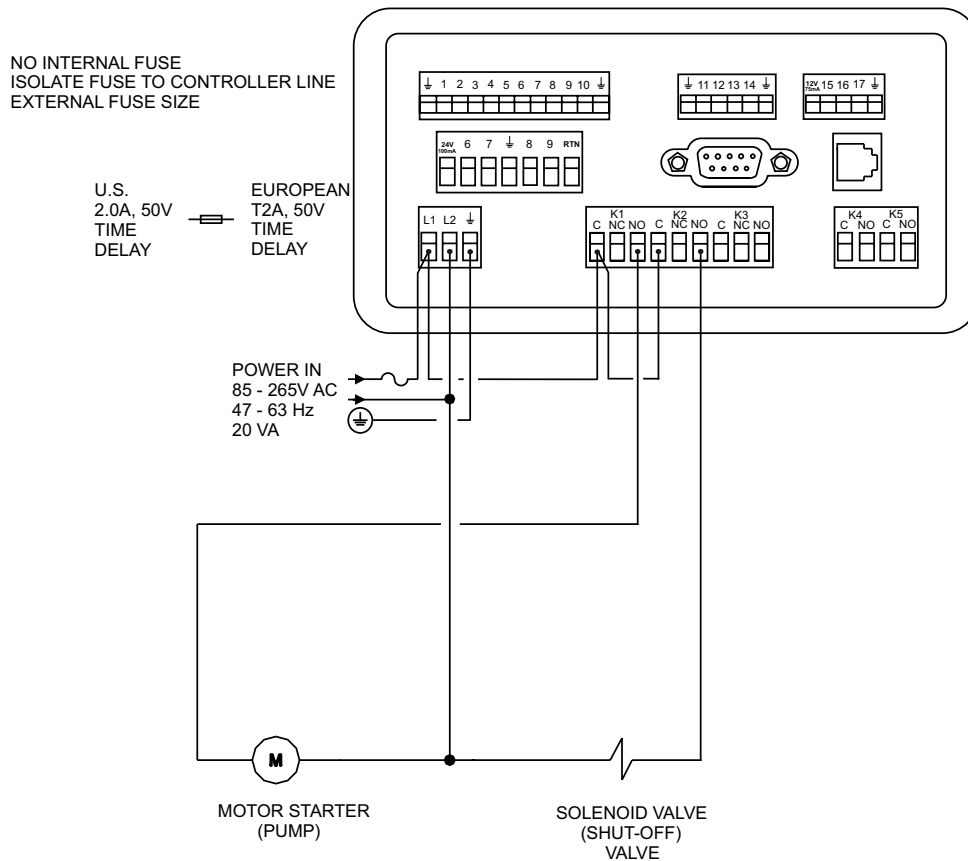 NO INTERNAL FUSE
ISOLATE FUSE TO CONTROLLER LINE
EXTERNAL FUSE SIZE
U.S.
2.0A, 50V
TIME
DELAY
EUROPEAN
T2A, 50V
TIME
DELAY
1 2 3 4 5 6 7 8 9 10
11 12 13 14
12V
75mA 15 16 17
24V
100mA 6 7 8 9 RTN
L1 L2
K1 K2 K3
C NC NO C NC NO C NC NO
K4 K5
C NO C NO
POWER IN
85 - 265V AC
47 - 63 Hz
20 VA
M
MOTOR STARTER
(PUMP)
SOLENOID VALVE
(SHUT-OFF)
VALVE